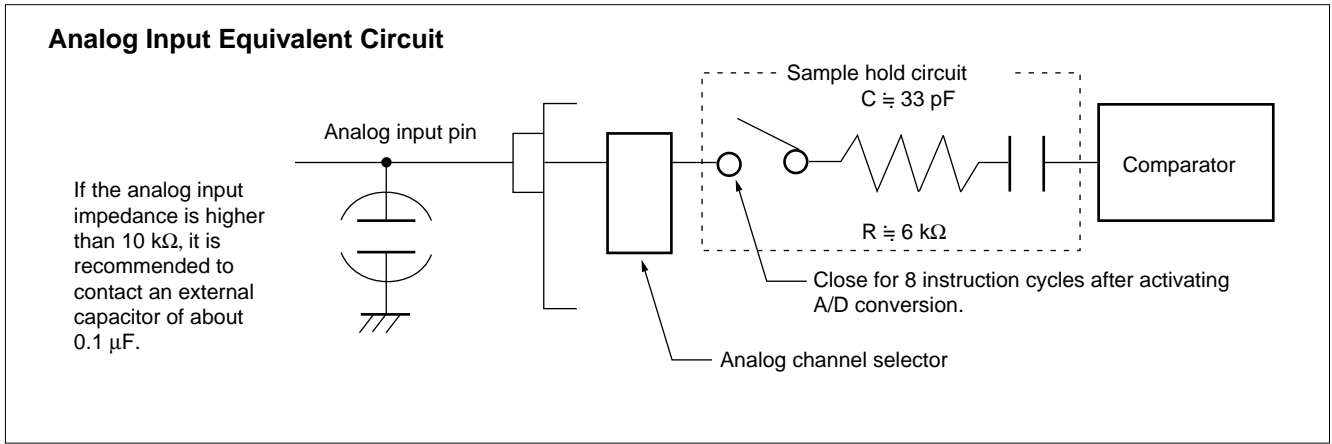 Analog Input Equivalent Circuit
Sample hold circuit
C ≒ 33 pF
Analog input pin
Comparator
If the analog input
impedance is higher
than 10 kΩ, it is
recommended to
contact an external
capacitor of about
0.1 µF.
R ≒ 6 kΩ
Close for 8 instruction cycles after activating
A/D conversion.
Analog channel selector